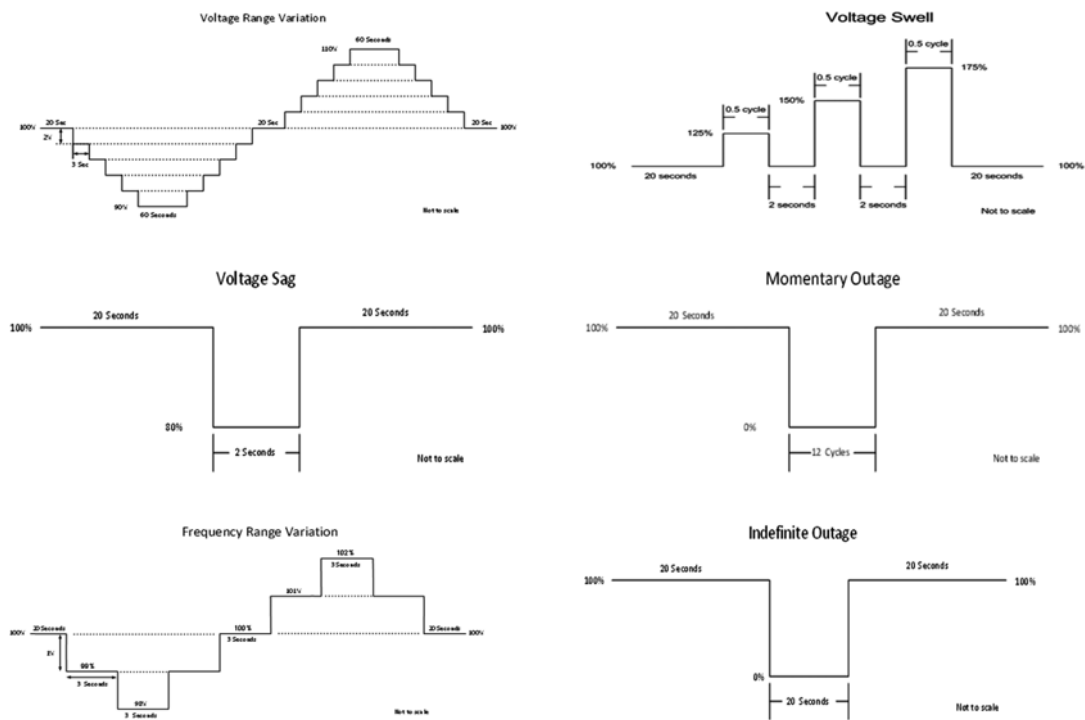 Voltage Range Variation
60 Seconds
110V
20 Sec
20 Sec
20 Sec
100V
100V
2V
3 Sec
90V
60 Seconds
Not to scale
Voltage Swell
0.5 cycle
175%
0.5 cycle
150%
0.5 cycle
125%
100%
100%
20 seconds
20 seconds
2 seconds
2 seconds
Not to scale
Voltage Sag
20 Seconds
20 Seconds
100%
100%
80%
2 Seconds
Not to scale
Momentary Outage
20 Seconds
20 Seconds
100%
100%
0%
12 Cycles
Not to scale
Frequency Range Variation
102%
3 Seconds
101V
100V
20 Seconds
100%
3 Seconds
20 Seconds
100V
99%
3 Seconds
3 Seconds
Not to scale
Indefinite Outage
20 Seconds
20 Seconds
100%
100%
0%
20 Seconds
Not to scale